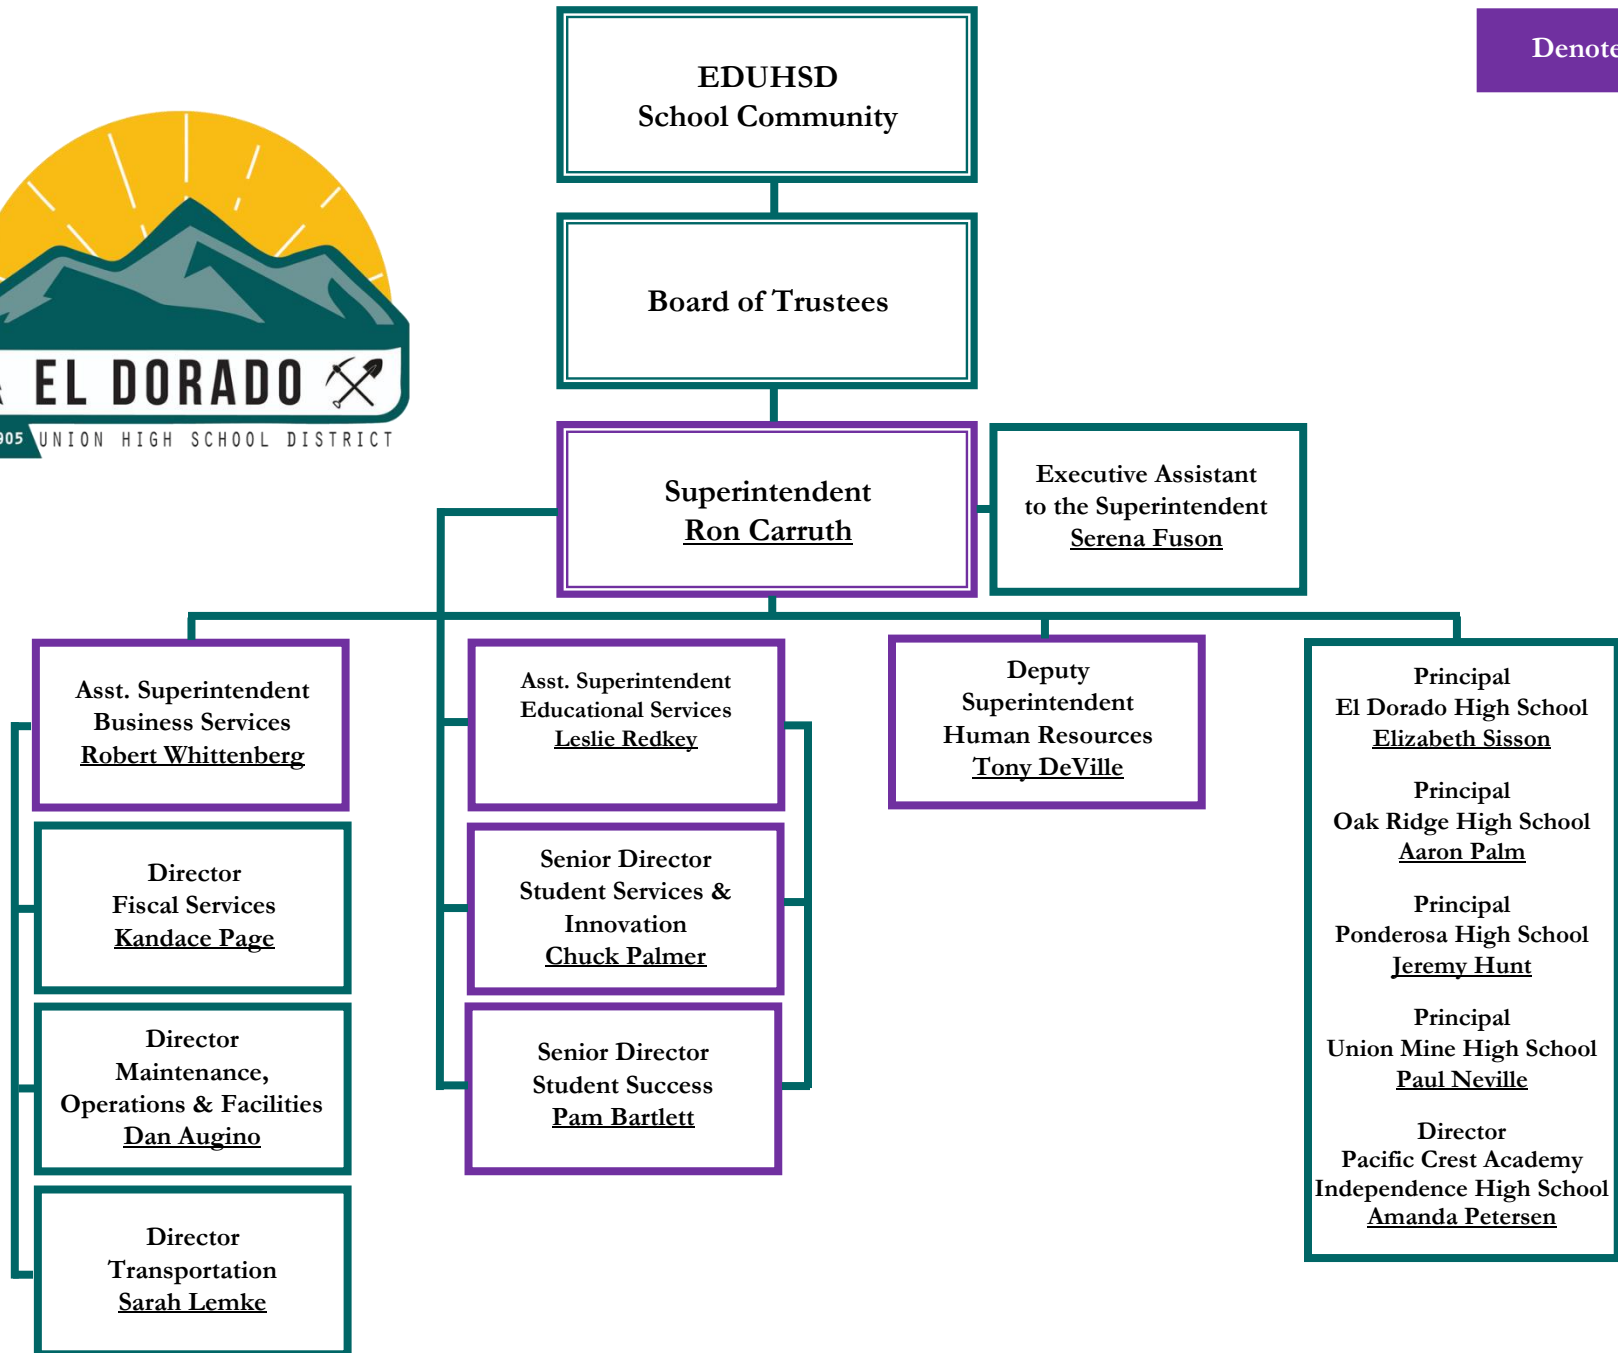 EDUHSD
School Community
Denote
EL DORADO
905 UNION HIGH SCHOOL DISTRICT
Board of Trustees
Superintendent
Ron Carruth
Executive Assistant
to the Superintendent
Serena Fuson
Asst. Superintendent
Business Services
Robert Whittenberg
Director
Fiscal Services
Kandace Page
Director
Maintenance,
Operations & Facilities
Dan Augino
Director
Transportation
Sarah Lemke
Asst. Superintendent
Educational Services
Leslie Redkey
Senior Director
Student Services &
Innovation
Chuck Palmer
Senior Director
Student Success
Pam Bartlett
Deputy
Superintendent
Human Resources
Tony DeVille
Principal
El Dorado High School
Elizabeth Sisson
Principal
Oak Ridge High School
Aaron Palm
Principal
Ponderosa High School
Jeremy Hunt
Principal
Union Mine High School
Paul Neville
Director
Pacific Crest Academy
Independence High School
Amanda Petersen